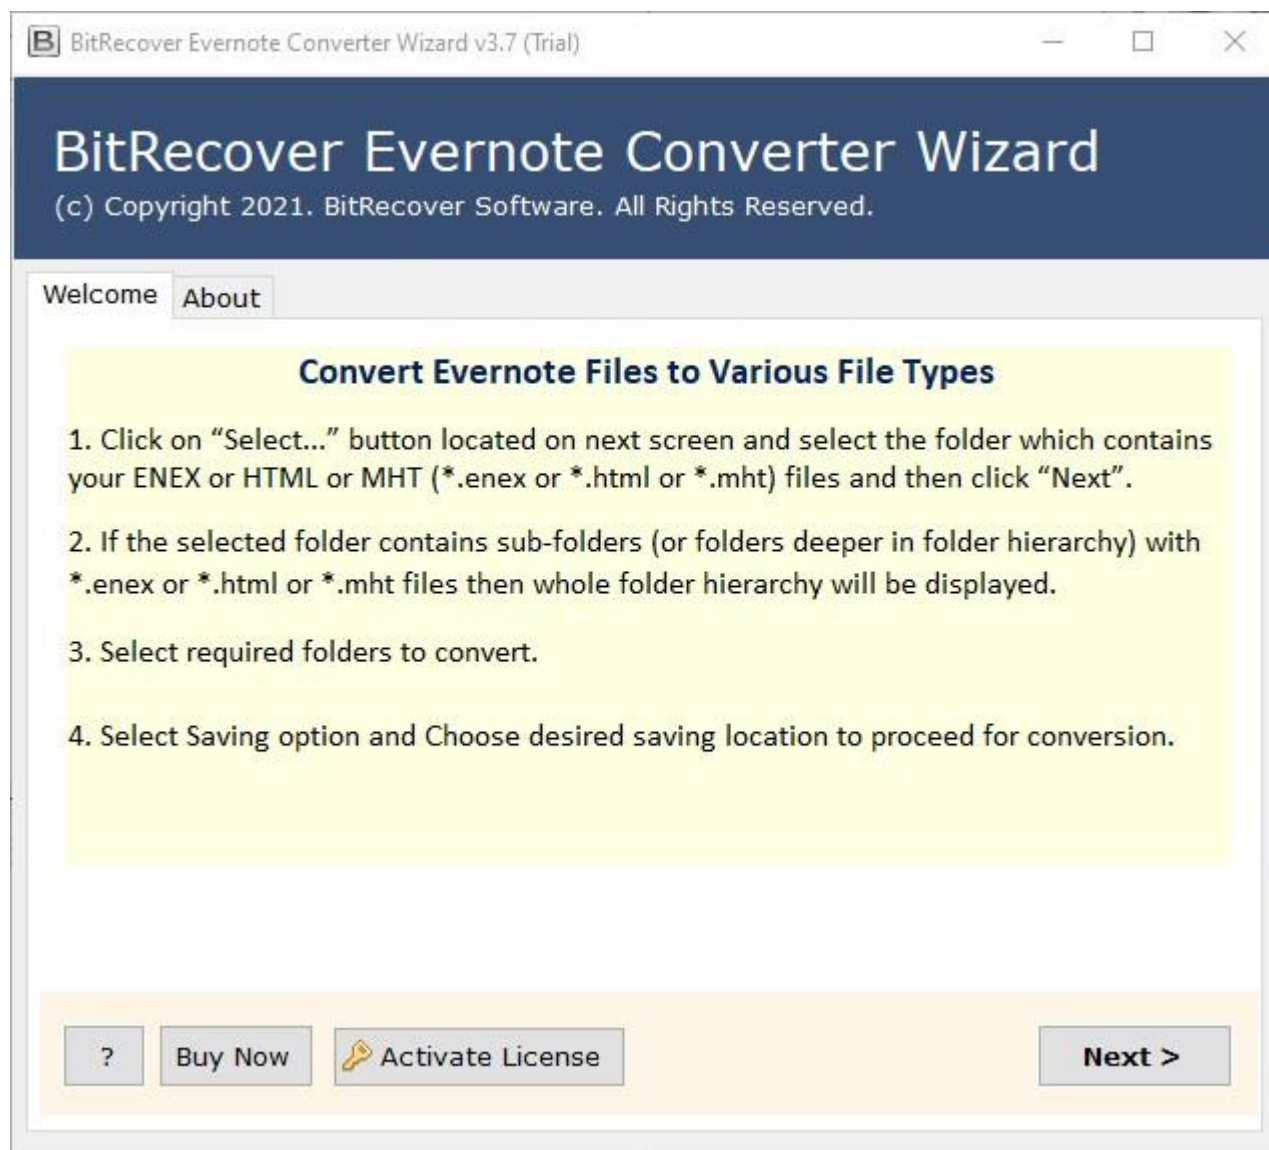 B BitRecover Evernote Converter Wizard v3.7 (Trial)
BitRecover Evernote Converter Wizard
(c) Copyright 2021. BitRecover Software. All Rights Reserved.
Welcome About
Convert Evernote Files to Various File Types
1. Click on “Select...” button located on next screen and select the folder which contains
your ENEX or HTML or MHT (*.enex or *.html or *.mht) files and then click “Next”.
2. If the selected folder contains sub-folders (or folders deeper in folder hierarchy) with
*.enex or *.html or *.mht files then whole folder hierarchy will be displayed.
3. Select required folders to convert.
4. Select Saving option and Choose desired saving location to proceed for conversion.
? Buy Now Activate License Next >